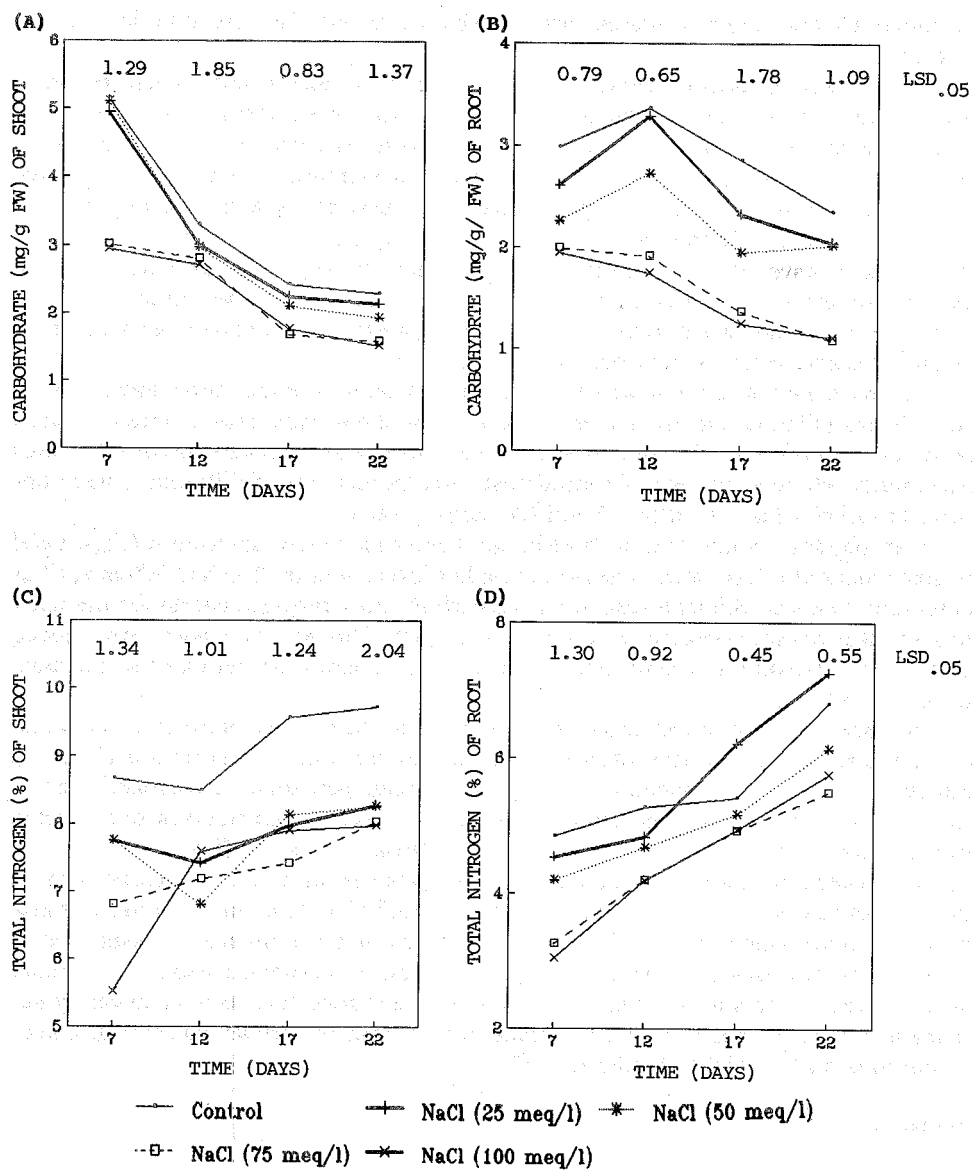 (A)
6
5
4
3
2
1
0
1.29 1.85 0.83 1.37
CARBOHYDRATE (mg/g FW) OF SHOOT
7 12 17 22
TIME (DAYS)
(B)
4
3
2
1
0
0.79 0.65 1.78 1.09 LSD.05
CARBOHYDRTE (mg/g/ FW) OF ROOT
7 12 17 22
TIME (DAYS)
(C)
11
10
9
8
7
6
5
1.34 1.01 1.24 2.04
TOTAL NITROGEN (%) OF SHOOT
7 12 17 22
TIME (DAYS)
(D)
8
6
4
2
1.30 0.92 0.45 0.55 LSD.05
TOTAL NITROGEN (%) OF ROOT
7 12 17 22
TIME (DAYS)
Control NaCl (25 meq/l) NaCl (50 meq/l)
NaCl (75 meq/l) NaCl (100 meq/l)